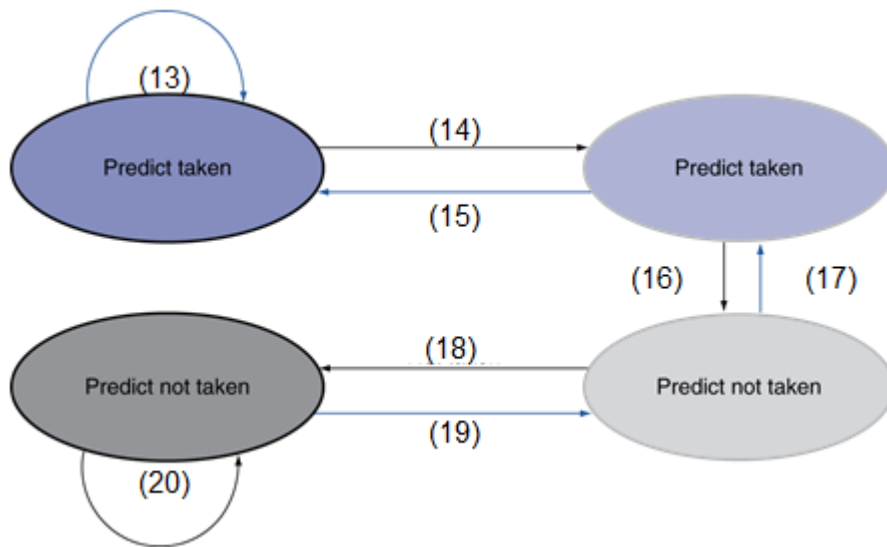 (13)
(14)
Predict taken
Predict taken
(15)
(16)
(17)
(18)
Predict not taken
Predict not taken
(19)
(20)